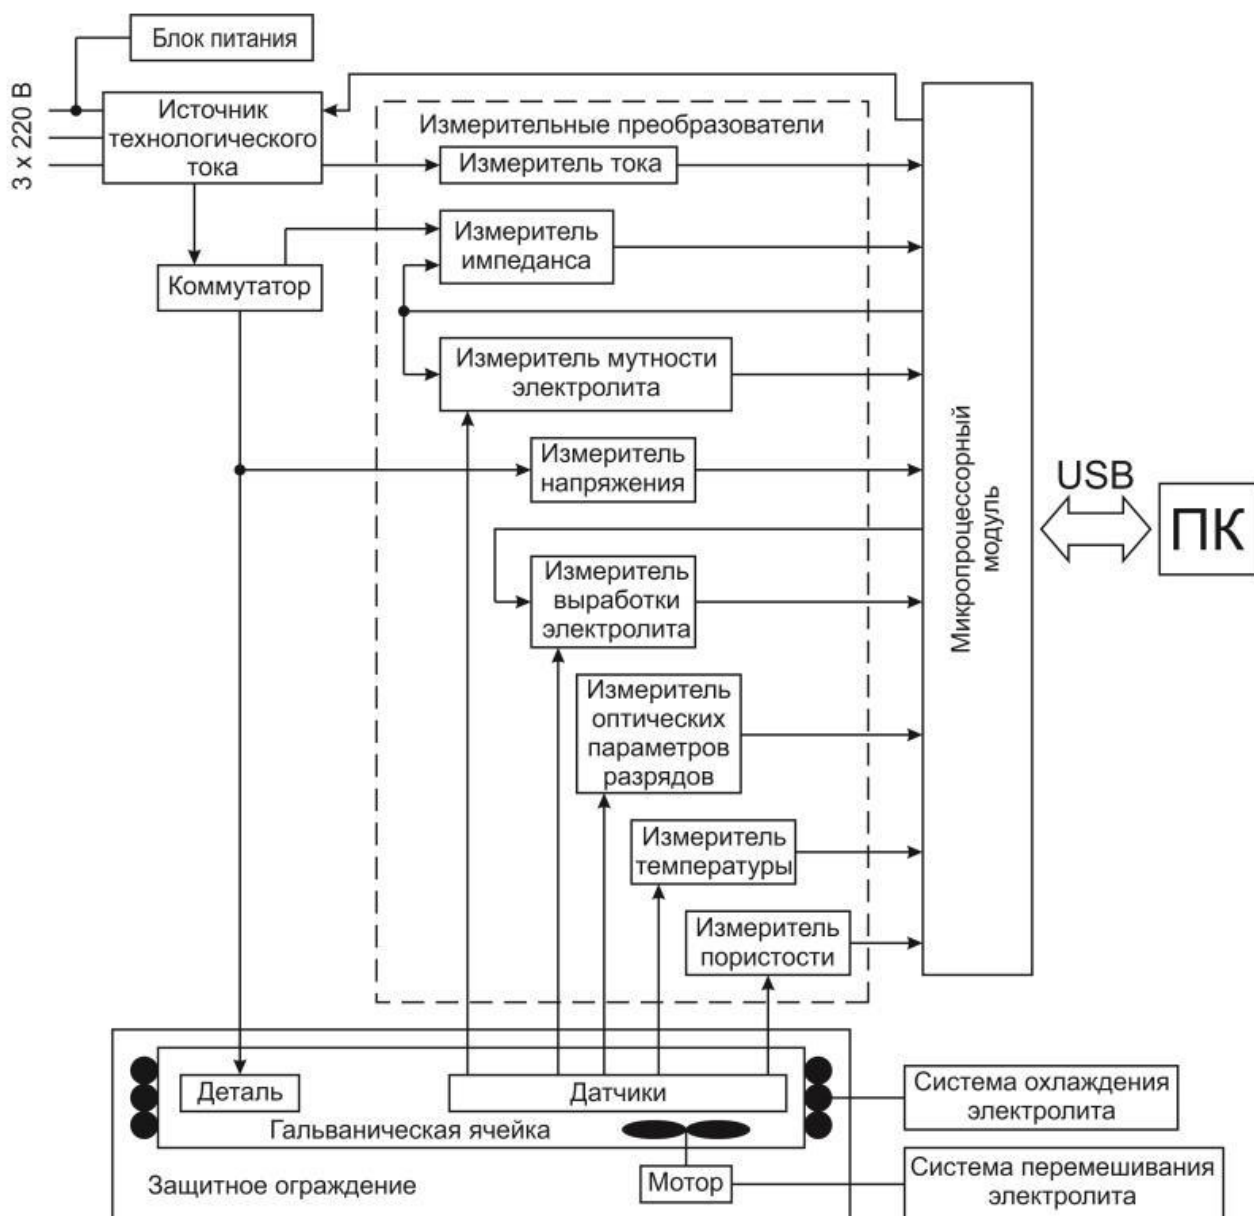 Блок питания
3 x 220 В
Источник
технологического
тока
Измерительные преобразователи
Измеритель тока
Измеритель
импеданса
Коммутатор
Измеритель мутности
электролита
Измеритель
напряжения
Микропроцессорный
модуль
USB
ПК
Измеритель
выработки
электролита
Измеритель
оптических
параметров
разрядов
Измеритель
температуры
Измеритель
пористости
Деталь
Датчики
Гальваническая ячейка
Система охлаждения
электролита
Защитное ограждение
Мотор
Система перемешивания
электролита